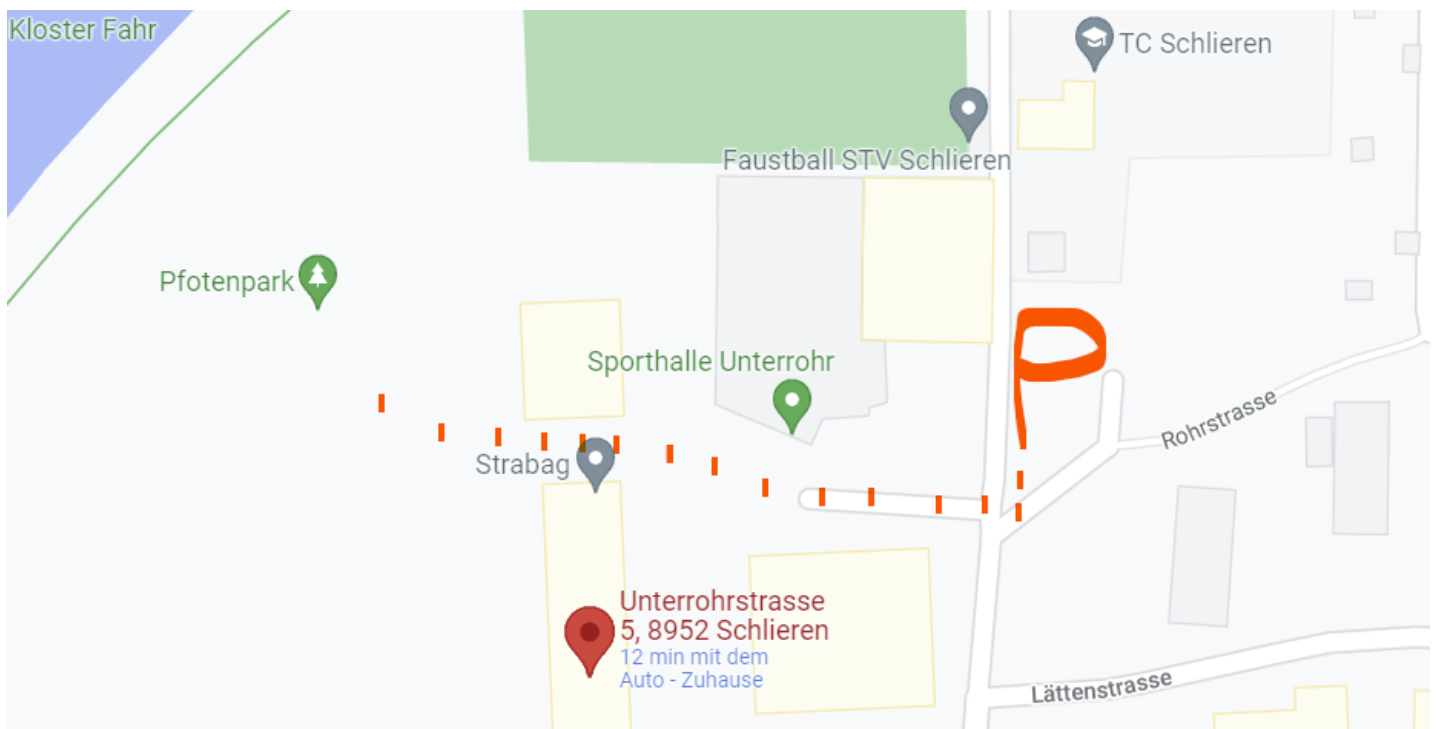 Kloster Fahr
TC Schlieren
Faustball STV Schlieren
Pfotenpark
P
Sporthalle Unterrohr
Rohrstrasse
Strabag
Unterrohrstrasse
5, 8952 Schlieren
12 min mit dem
Auto - Zuhause
Lättenstrasse